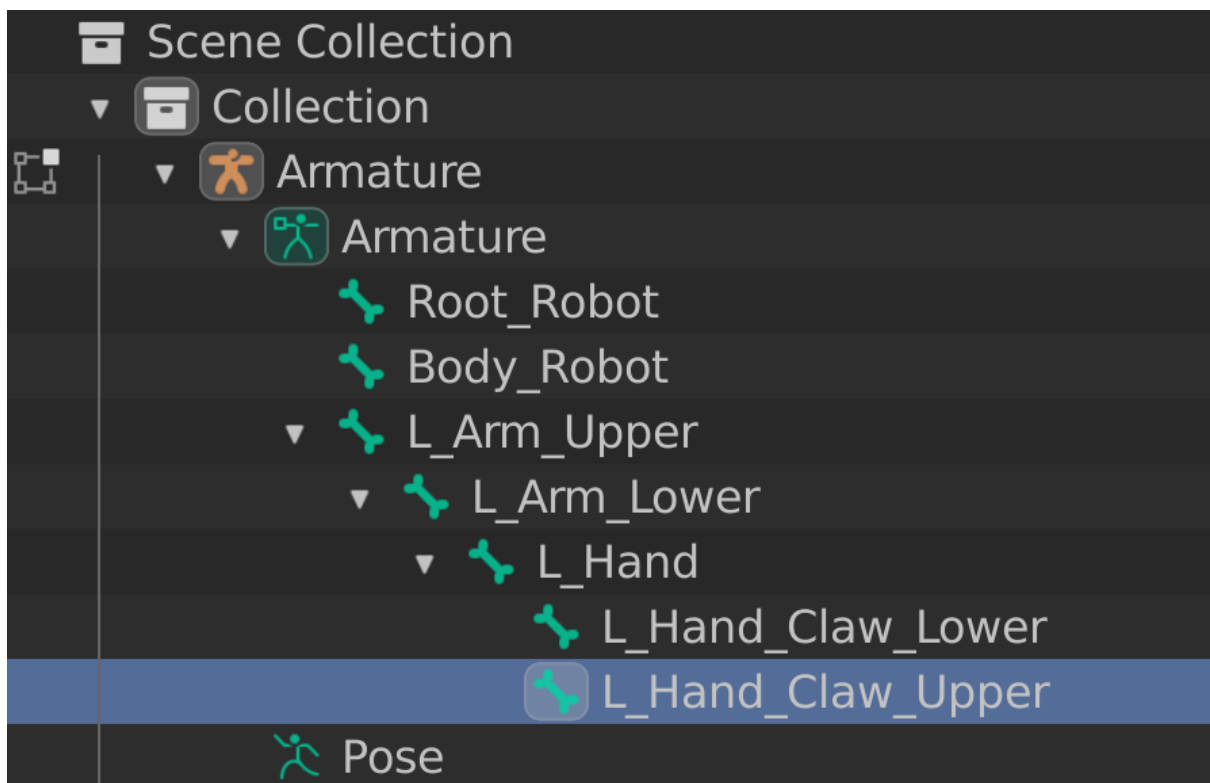 Scene Collection
Collection
Armature
Armature
Root_Robot
Body_Robot
L_Arm_Upper
L_Arm_Lower
L_Hand
L_Hand_Claw_Lower
L_Hand_Claw_Upper
Pose